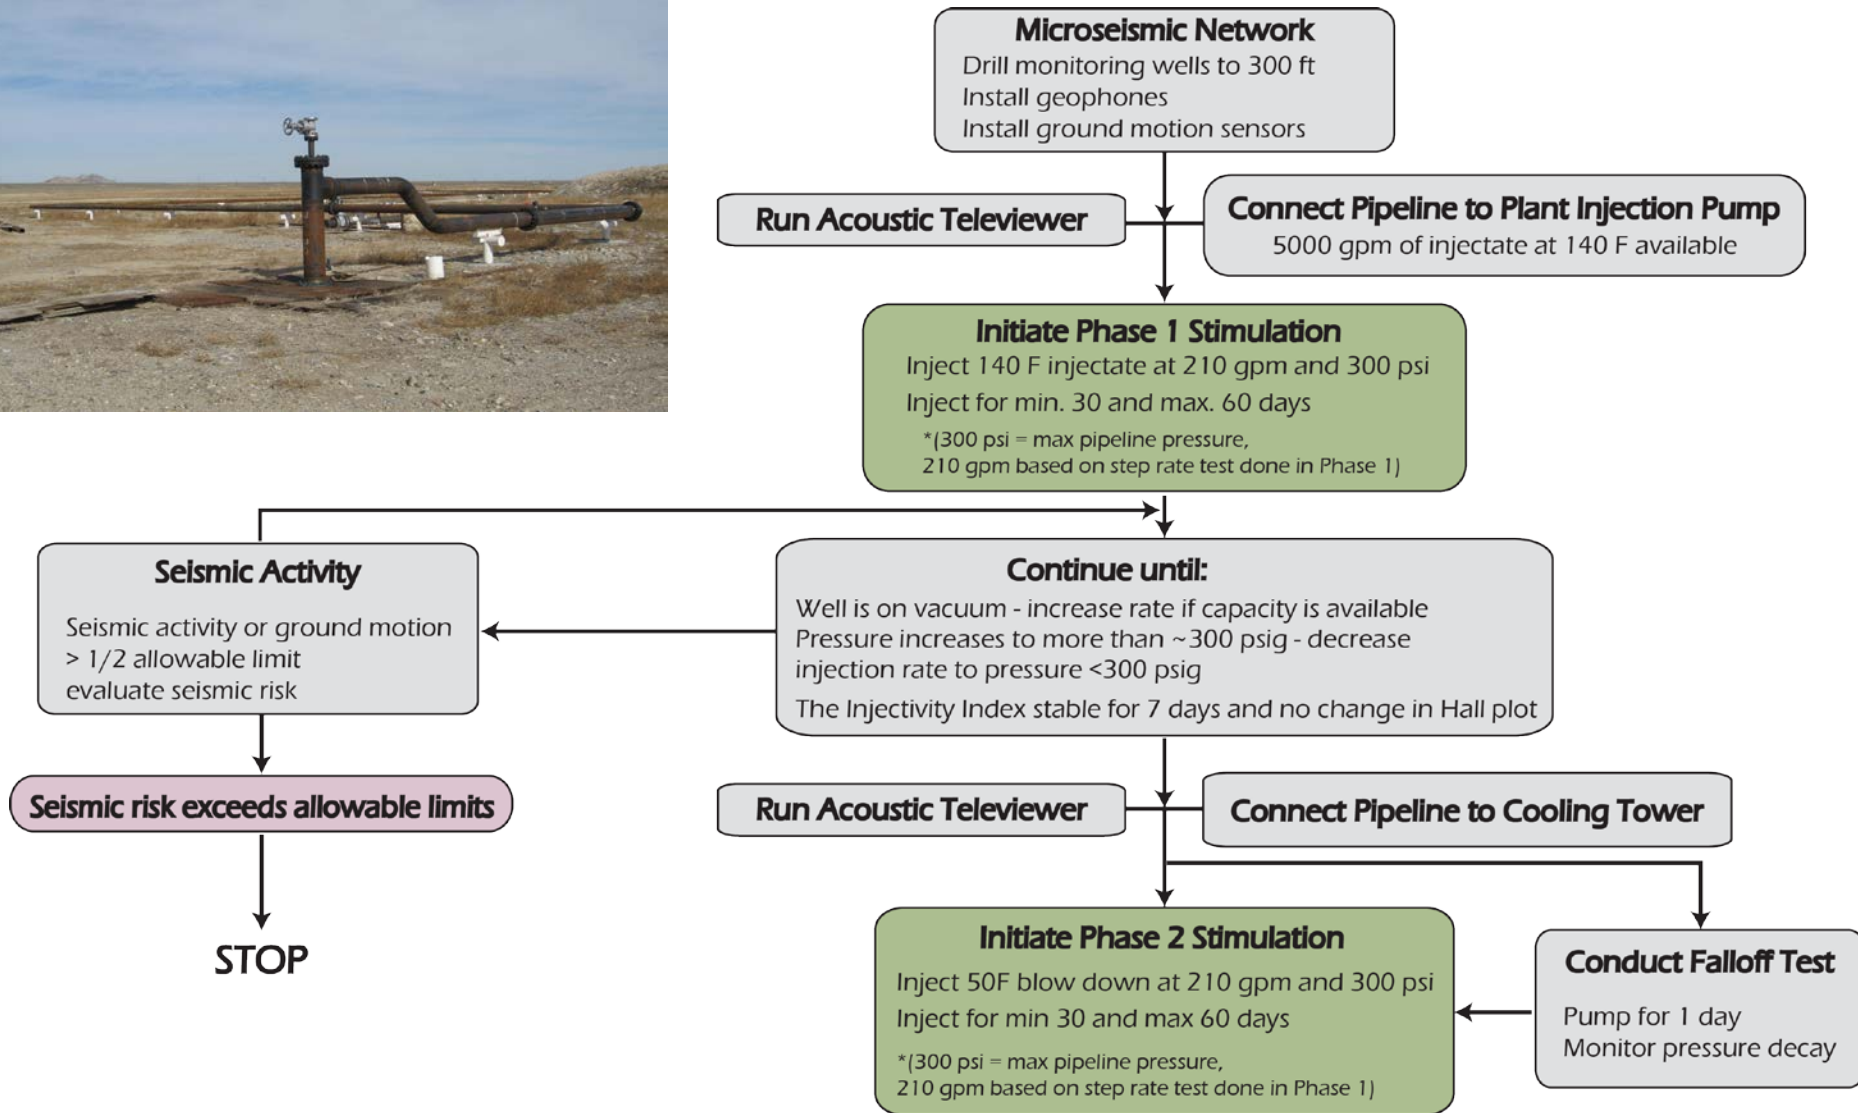 Microseismic Network
Drill monitoring wells to 300 ft
Install geophones
Install ground motion sensors
Run Acoustic Televiewer
Connect Pipeline to Plant Injection Pump
5000 gpm of injectate at 140 F available
Initiate Phase 1 Stimulation
Inject 140 F injectate at 210 gpm and 300 psi
Inject for min. 30 and max. 60 days
*(300 psi = max pipeline pressure,
210 gpm based on step rate test done in Phase 1)
Seismic Activity
Seismic activity or ground motion
> 1/2 allowable limit
evaluate seismic risk
Continue until:
Well is on vacuum - increase rate if capacity is available
Pressure increases to more than ~300 psig - decrease
injection rate to pressure <300 psig
The Injectivity Index stable for 7 days and no change in Hall plot
Seismic risk exceeds allowable limits
STOP
Run Acoustic Televiewer
Connect Pipeline to Cooling Tower
Initiate Phase 2 Stimulation
Inject 50F blow down at 210 gpm and 300 psi
Inject for min 30 and max 60 days
*(300 psi = max pipeline pressure,
210 gpm based on step rate test done in Phase 1)
Conduct Falloff Test
Pump for 1 day
Monitor pressure decay